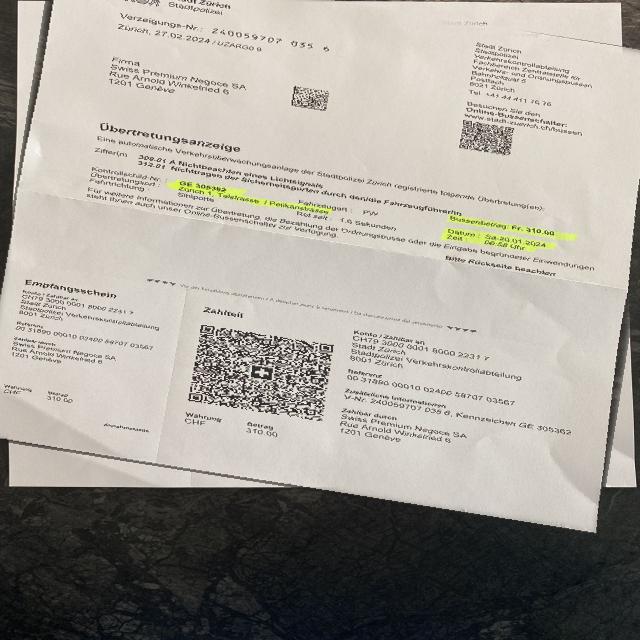 Stadt Zürich
Stadtpolizei
Verzeigungs-Nr.: 240059707 035 6
Zürich, 27.02.2024 /
Firma
Swiss Premium Negoce SA
Rue Arnold Winkelried 6
1201 Genève
Stadt Zürich
Stadtpolizei
Verkehrskontrollabteilung
Fachbereich Zentralstelle für
Verkehrs- und Ordnungsbussen
Bahnhofquai 5
Postfach
8021 Zürich
Tel. +41 44 411 76 76
Besuchen Sie den
Online-Bussenschalter:
www.stadt-zuerich.ch/bussen
Übertretungsanzeige
Eine automatische Verkehrsüberwachungsanlage der Stadtpolizei Zürich registrierte folgende Übertretung(en):
Ziffer(n) 309.01 A Nichtbeachten eines Lichtsignals
312.01 Nichttragen der Sicherheitsgurten durch den/die Fahrzeugführer/in
Kontrollschild-Nr.: GE 305362 Fahrzeugart: PW Bussenbetrag: Fr. 310.00
Übertretungsort: Zürich 1, Talstrasse / Pelikanstrasse Rot seit: 1.6 Sekunden Datum: Sa 20.01.2024
Fahrtrichtung: Sihlporte Zeit: 06:58 Uhr
Für weitere Informationen zur Übertretung, die Bezahlung der Ordnungsbusse oder die Eingabe begründeter Einwendungen
steht Ihnen auch unser Online-Bussenschalter zur Verfügung.
Bitte Rückseite beachten
Empfangsschein
Konto / Zahlbar an
CH79 3000 0001 8000 2231 7
Stadt Zürich
Stadtpolizei Verkehrskontrollabteilung
8001 Zürich
Referenz
00 31890 00010 02400 59707 03567
Zahlbar durch
Swiss Premium Negoce SA
Rue Arnold Winkelried 6
1201 Genève
Währung Betrag
CHF 310.00
Annahmestelle
Zahlteil
Währung Betrag
CHF 310.00
Konto / Zahlbar an
CH79 3000 0001 8000 2231 7
Stadt Zürich
Stadtpolizei Verkehrskontrollabteilung
8001 Zürich
Referenz
00 31890 00010 02400 59707 03567
Zusätzliche Informationen
V-Nr. 240059707 035 6, Kennzeichen GE 305362
Zahlbar durch
Swiss Premium Negoce SA
Rue Arnold Winkelried 6
1201 Genève